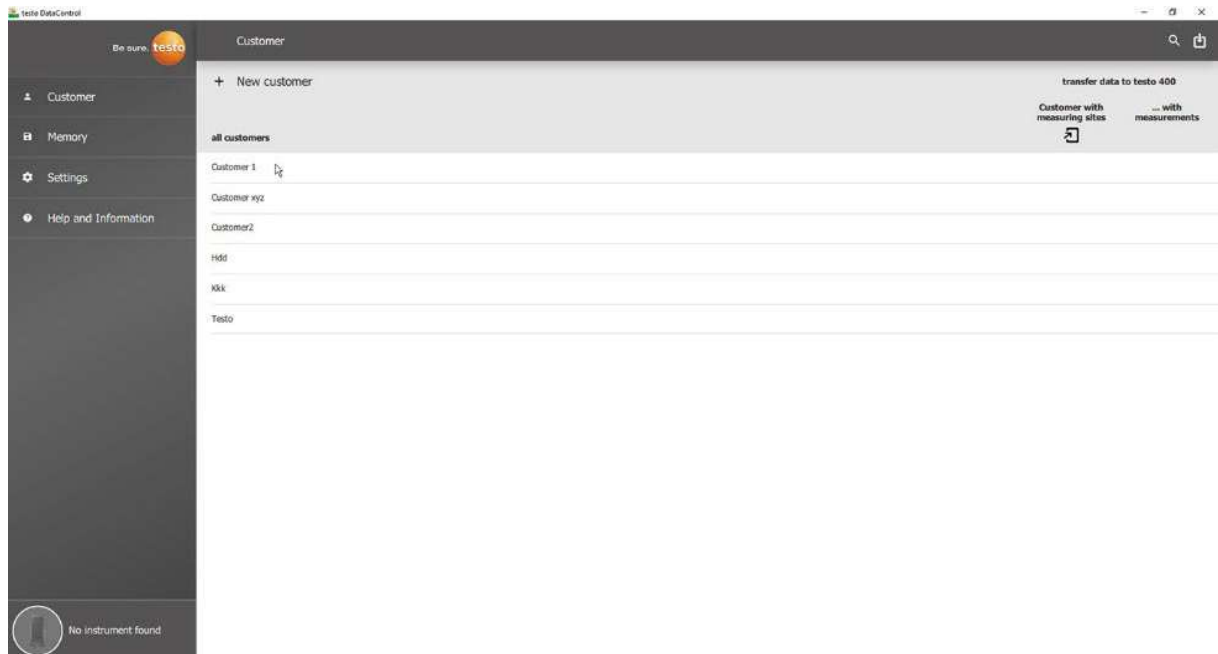 testo DataControl
Be sure. testo
Customer
Customer
Memory
Settings
Help and Information
No instrument found
+ New customer
transfer data to testo 400
Customer with measuring sites
... with measurements
all customers
Customer 1
Customer xyz
Customer2
Hdd
Kkk
Testo